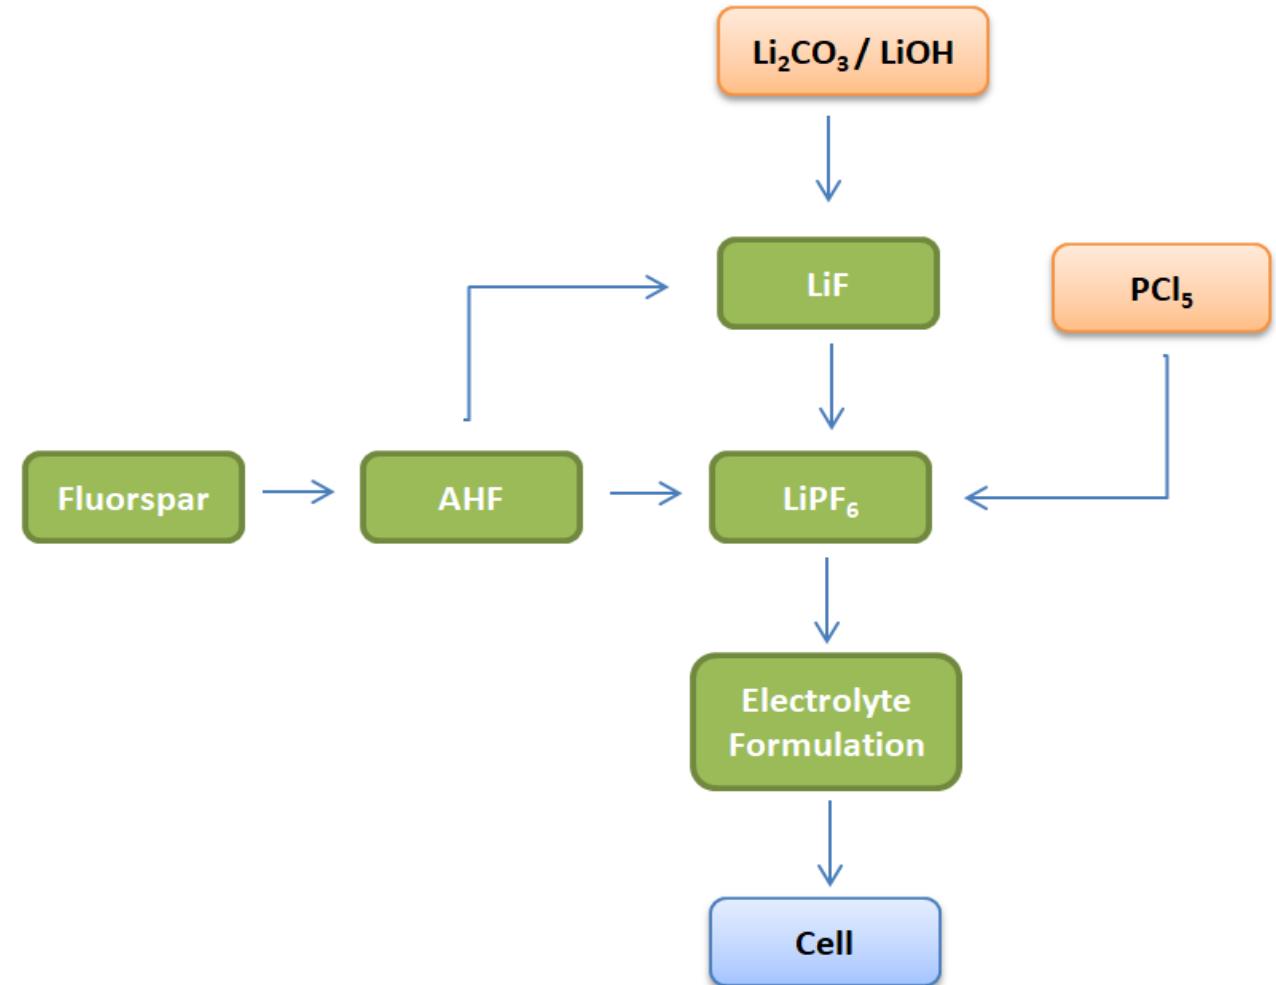 Li₂CO₃ / LiOH
LiF
PCl₅
Fluorspar
AHF
LiPF₆
Electrolyte
Formulation
Cell